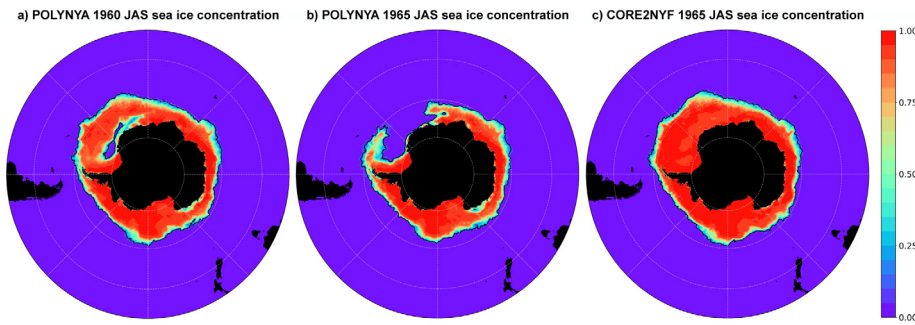 a) POLYNYA 1960 JAS sea ice concentration
b) POLYNYA 1965 JAS sea ice concentration
c) CORE2NYF 1965 JAS sea ice concentration
1.00
0.75
0.50
0.25
0.00